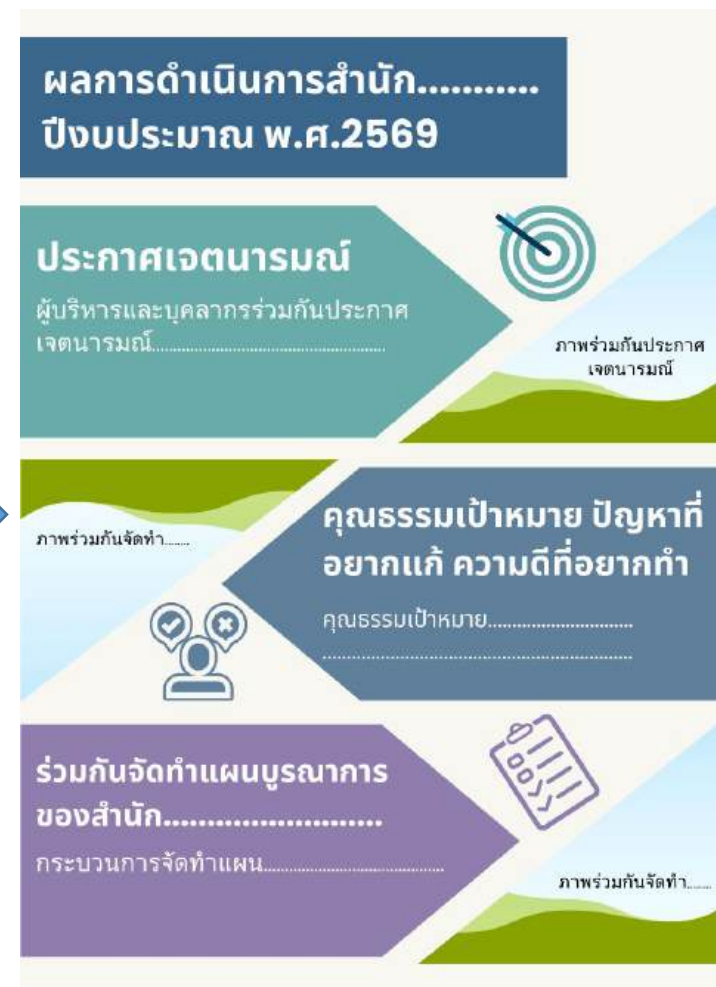 ผลการดำเนินการสำนัก...........
ปีงบประมาณ พ.ศ.2569
ประกาศเจตนารมณ์
ผู้บริหารและบุคลากรร่วมกันประกาศ
เจตนารมณ์......................................................
ภาพร่วมกันประกาศ
เจตนารมณ์
ภาพร่วมกันจัดทำ.......
คุณธรรมเป้าหมาย ปัญหาที่
อยากแก้ ความดีที่อยากทำ
คุณธรรมเป้าหมาย..............................
................................................................
ร่วมกันจัดทำแผนบูรณาการ
ของสำนัก.........................
กระบวนการจัดทำแผน..........................................
ภาพร่วมกันจัดทำ.......